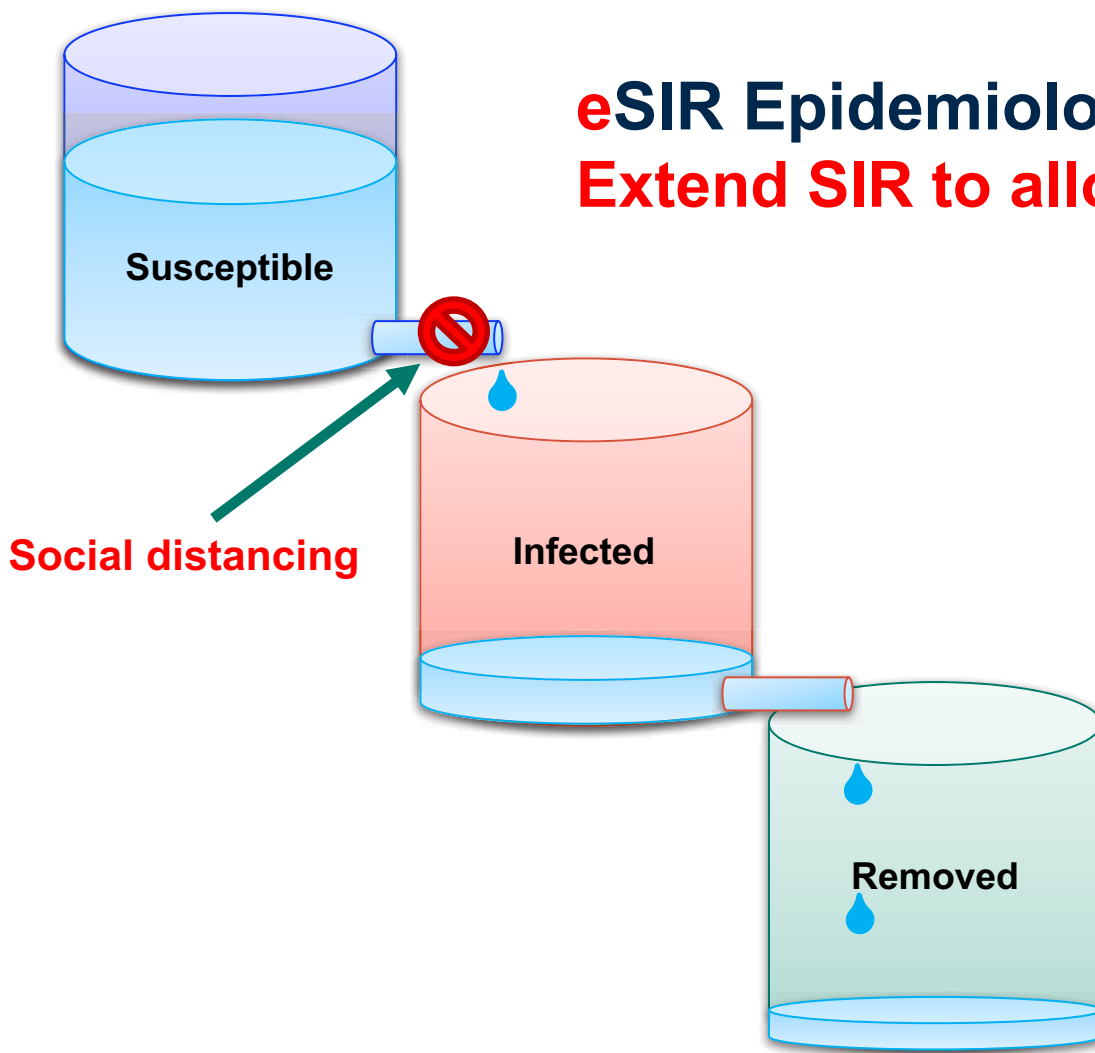 eSIR Epidemiolo
Extend SIR to allo
Susceptible
Social distancing
Infected
Removed